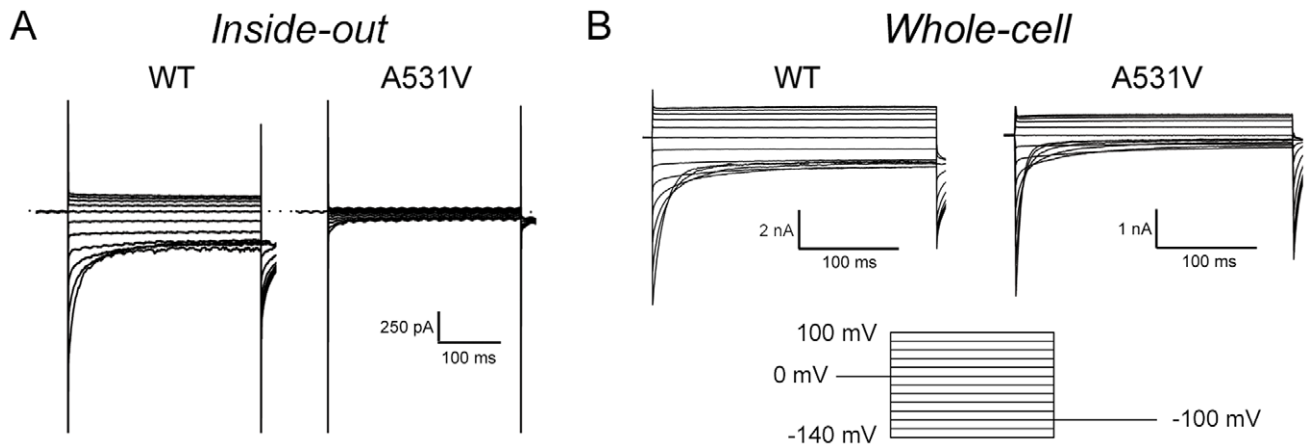 A
Inside-out
WT
A531V
250 pA
100 ms
B
Whole-cell
WT
A531V
2 nA
100 ms
1 nA
100 ms
100 mV
0 mV
-100 mV
-140 mV